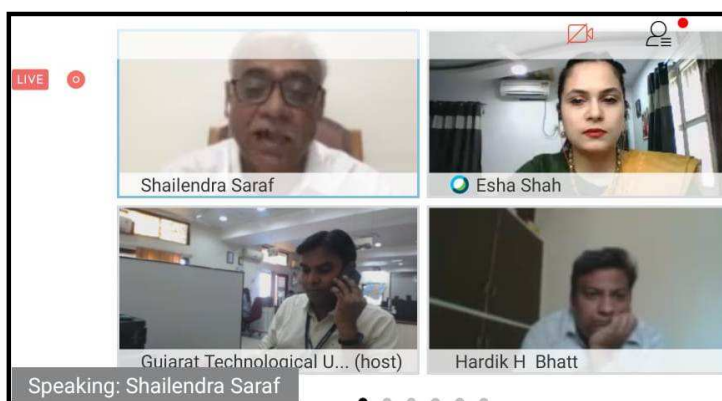 LIVE
Shailendra Saraf
Esha Shah
Gujarat Technological U... (host)
Hardik H Bhatt
Speaking: Shailendra Saraf